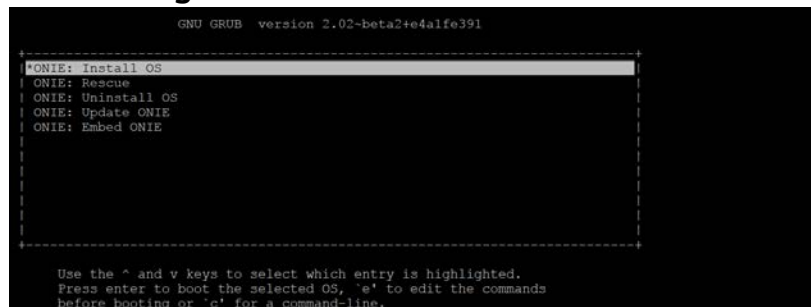 GNU GRUB version 2.02~beta2+e4a1fe391
*ONIE: Install OS
ONIE: Rescue
ONIE: Uninstall OS
ONIE: Update ONIE
ONIE: Embed ONIE
Use the ^ and v keys to select which entry is highlighted.
Press enter to boot the selected OS, `e' to edit the commands
before booting or `c' for a command-line.